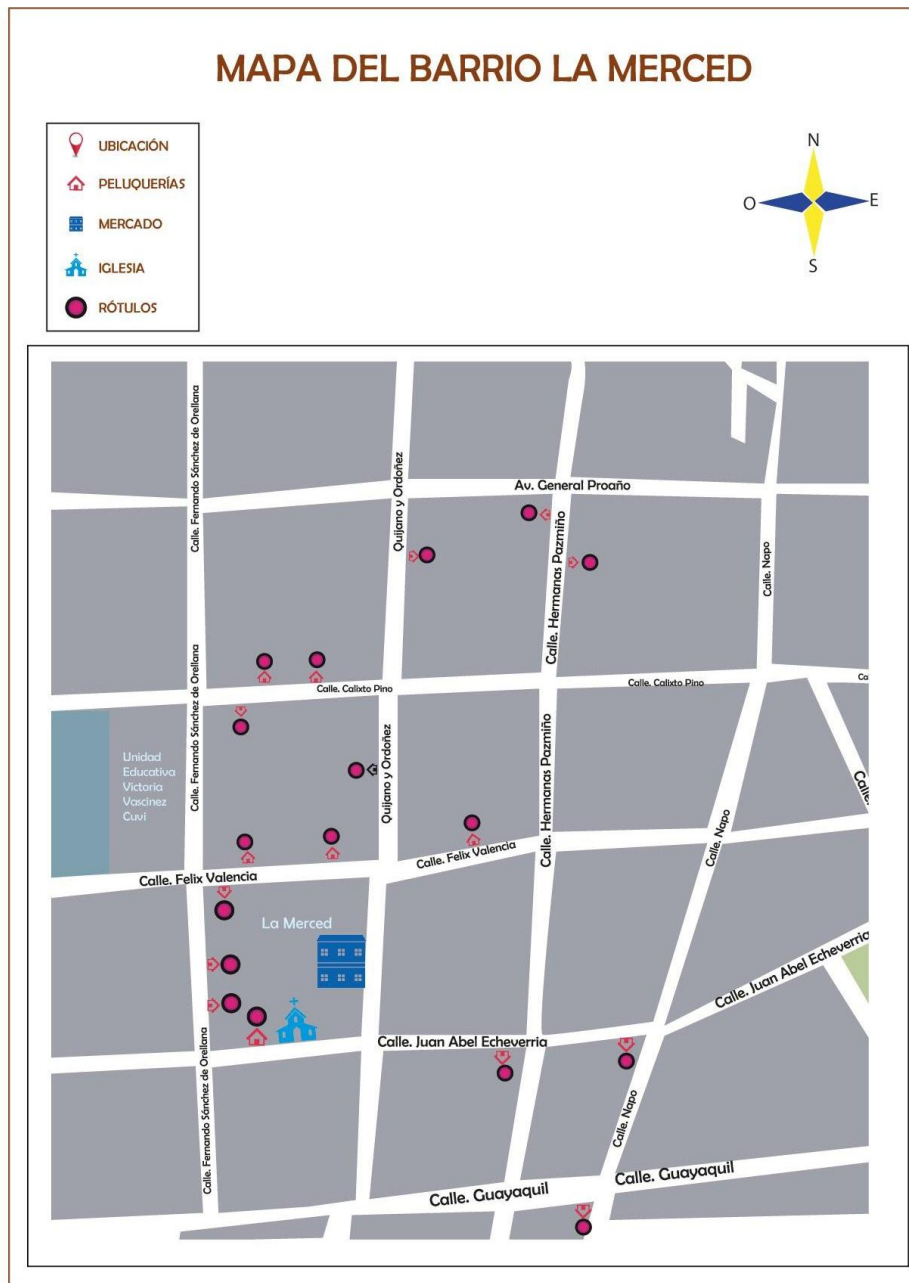 MAPA DEL BARRIO LA MERCED
UBICACIÓN
PELUQUERÍAS
MERCADO
IGLESIA
RÓTULOS
N
O
E
S
Calle. Fernando Sánchez de Orellana
Quijano y Ordoñez
Av. General Proaño
Calle. Hermanas Pazmiño
Calle. Napo
Calle. Fernando Sánchez de Orellana
Calle. Calixto Pino
Calle. Calixto Pino
Ca
Unidad
Educativa
Victoria
Vascinez
Cuvi
Quijano y Ordoñez
Calle. Hermanas Pazmiño
Calle.
Calle. Napo
Calle. Felix Valencia
Calle. Felix Valencia
La Merced
Calle. Juan Abel Echeverria
Calle. Juan Abel Echeverria
Calle. Fernando Sánchez de Orellana
Calle. Napo
Calle. Guayaquil
Calle. Guayaquil